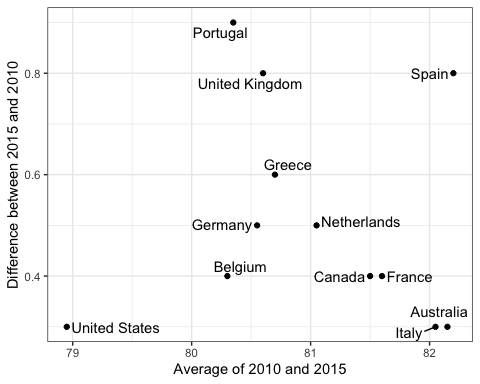 Portugal
United Kingdom
Spain
Greece
Germany
Netherlands
Belgium
Canada
France
Australia
Italy
United States
0.8
0.6
0.4
79
80
81
82
Average of 2010 and 2015
Difference between 2015 and 2010